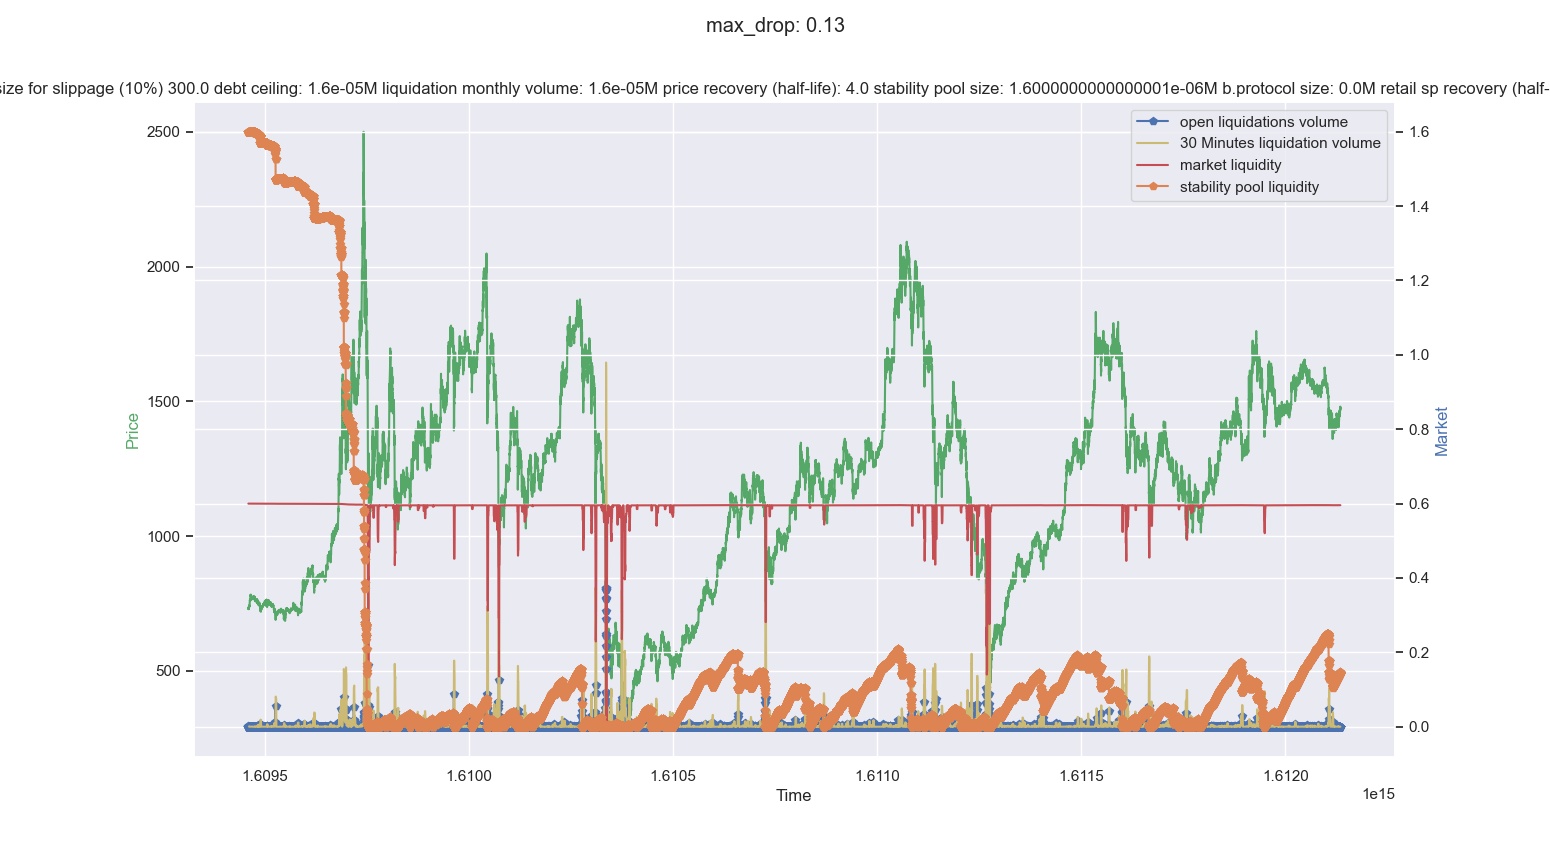 max_drop: 0.13
size for slippage (10%) 300.0 debt ceiling: 1.6e-05M liquidation monthly volume: 1.6e-05M price recovery (half-life): 4.0 stability pool size: 1.6000000000000001e-06M b.protocol size: 0.0M retail sp recovery (half-
open liquidations volume
30 Minutes liquidation volume
market liquidity
stability pool liquidity
2500
2000
1500
1000
500
Price
1.6
1.4
1.2
1.0
0.8
0.6
0.4
0.2
0.0
Market
1.6095
1.6100
1.6105
1.6110
1.6115
1.6120
Time
1e15